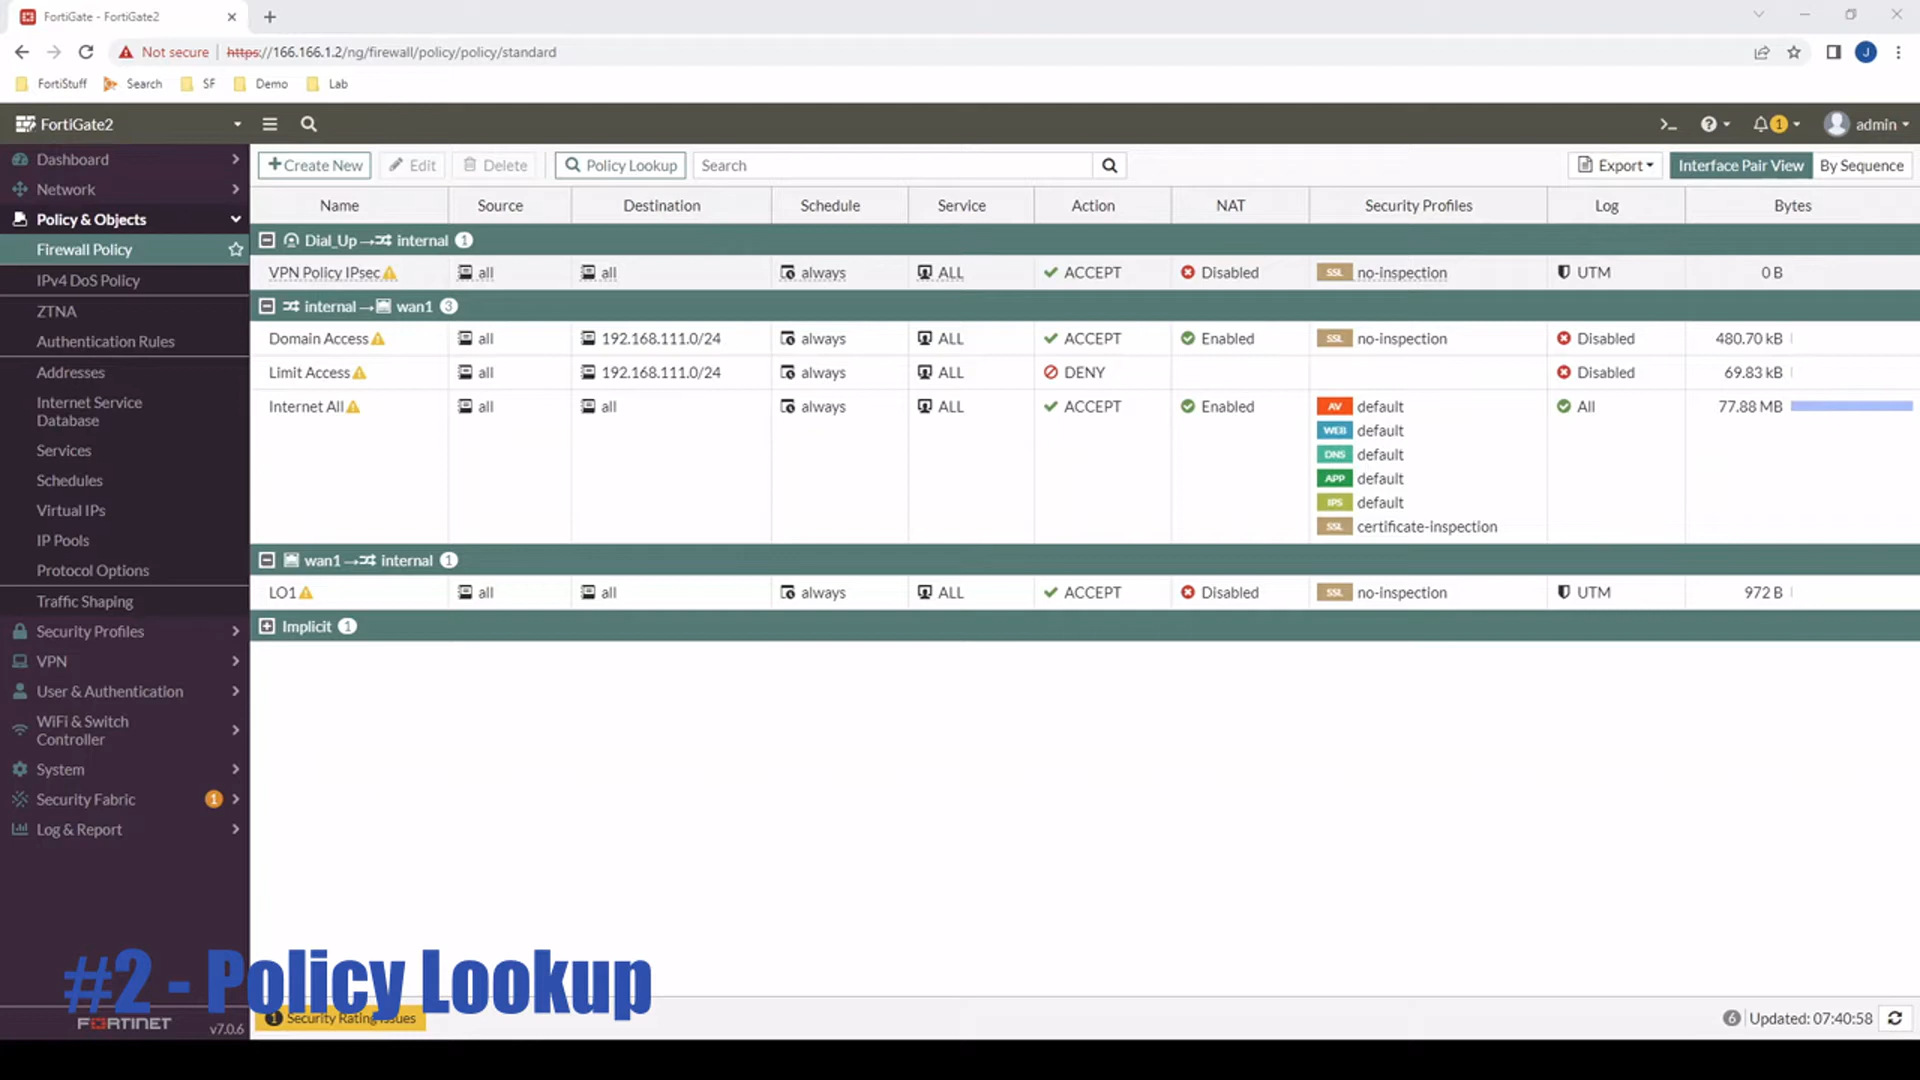 FortiGate - FortiGate2
Not secure https://166.166.1.2/ng/firewall/policy/policy/standard
J
FortiStuff Search SF Demo Lab
FortiGate2 >_ 1 admin
Dashboard
Network
Policy & Objects
Firewall Policy
IPv4 DoS Policy
ZTNA
Authentication Rules
Addresses
Internet Service
Database
Services
Schedules
Virtual IPs
IP Pools
Protocol Options
Traffic Shaping
Security Profiles
VPN
User & Authentication
WiFi & Switch
Controller
System
Security Fabric 1
Log & Report
+Create New Edit Delete Policy Lookup Search Export Interface Pair View By Sequence
Name Source Destination Schedule Service Action NAT Security Profiles Log Bytes
Dial_Up → internal 1
VPN Policy IPsec all all always ALL ACCEPT Disabled SSL no-inspection UTM 0 B
internal → wan1 3
Domain Access all 192.168.111.0/24 always ALL ACCEPT Enabled SSL no-inspection Disabled 480.70 kB
Limit Access all 192.168.111.0/24 always ALL DENY Disabled 69.83 kB
Internet All all all always ALL ACCEPT Enabled AV default All 77.88 MB
WEB default
DNS default
APP default
IPS default
SSL certificate-inspection
wan1 → internal 1
LO1 all all always ALL ACCEPT Disabled SSL no-inspection UTM 972 B
Implicit 1
#2 - Policy Lookup
FORTINET v7.0.6
1 Security Rating Issues
6 Updated: 07:40:58